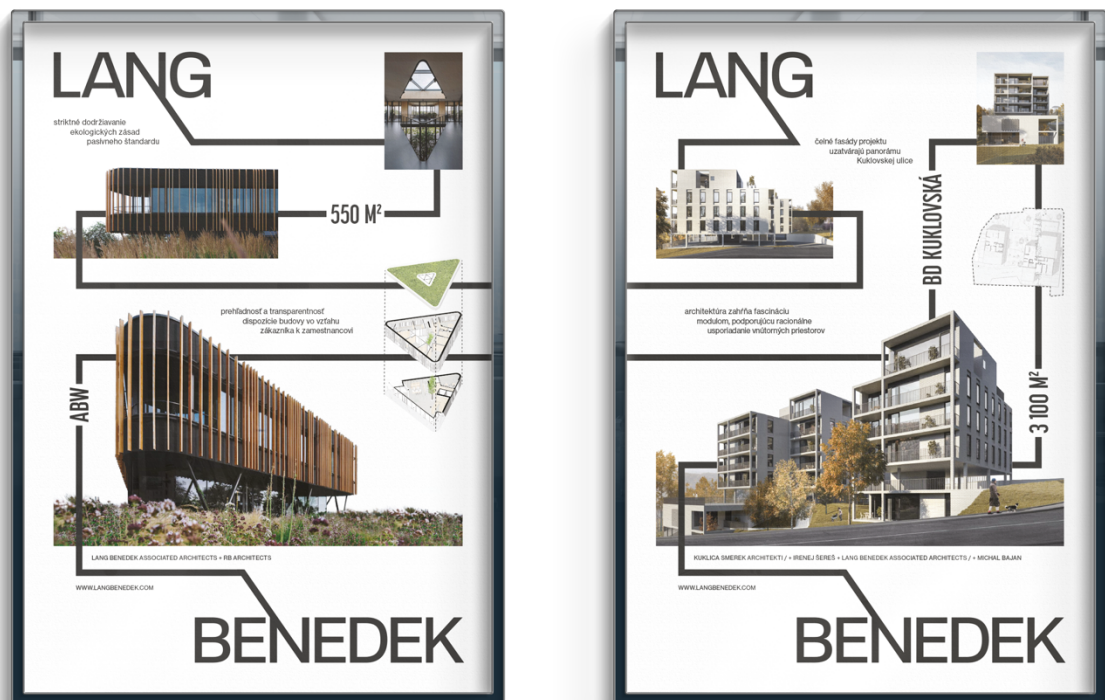 LANG
striktné dodržiavanie
ekologických zásad
pasívneho štandardu
550 M²
prehľadnosť a transparentnosť
dispozície budovy vo vzťahu
zákazníka k zamestnancovi
ABW
LANG BENEDEK ASSOCIATED ARCHITECTS + RB ARCHITECTS
WWW.LANGBENEDEK.COM
BENEDEK
LANG
čelné fasády projektu
uzatvárajú panorámu
Kuklovskej ulice
BD KUKLOVSKÁ
architektúra zahŕňa fascináciu
modulom, podporujúcu racionálne
usporiadanie vnútorných priestorov
3 100 M²
KUKLICA SMEREK ARCHITEKTI / + IRENEJ ŠEREŠ + LANG BENEDEK ASSOCIATED ARCHITECTS / + MICHAL BAJAN
WWW.LANGBENEDEK.COM
BENEDEK